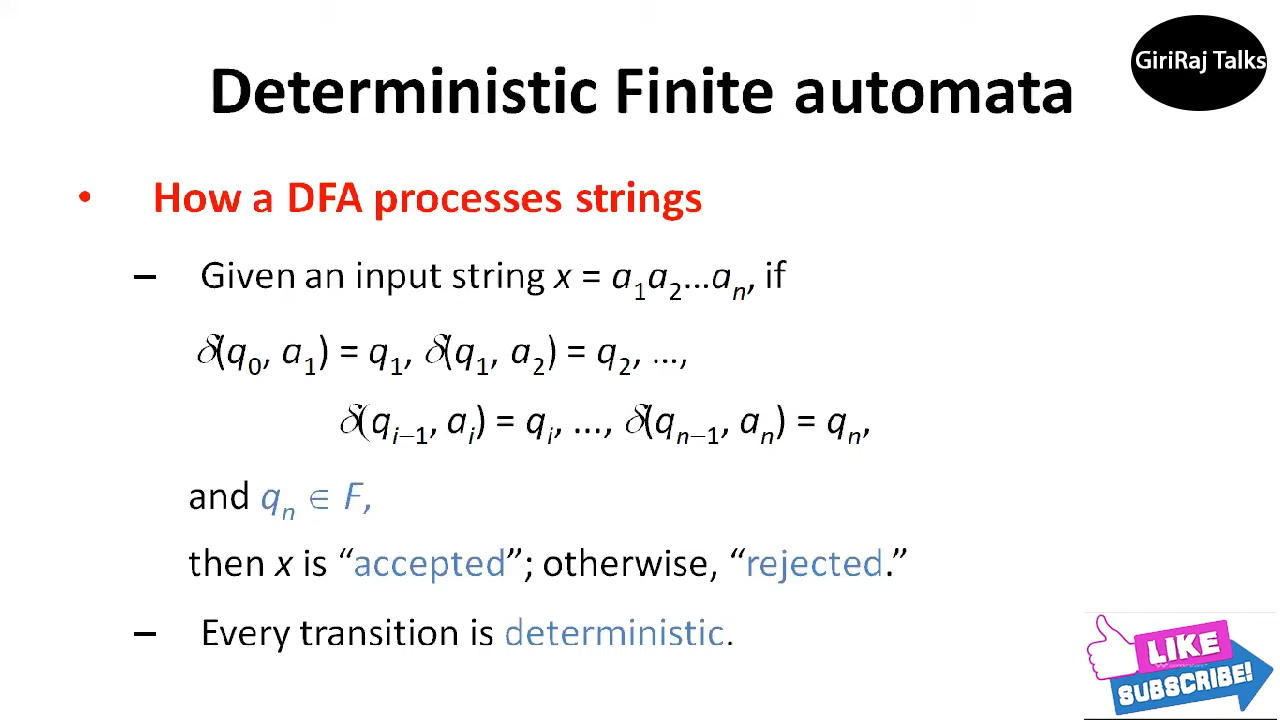 GiriRaj Talks
Deterministic Finite automata
• How a DFA processes strings
– Given an input string x = a₁a₂…aₙ, if
δ(q₀, a₁) = q₁, δ(q₁, a₂) = q₂, …,
δ(qᵢ₋₁, aᵢ) = qᵢ, …, δ(qₙ₋₁, aₙ) = qₙ,
and qₙ ∈ F,
then x is “accepted”; otherwise, “rejected.”
– Every transition is deterministic.
LIKE
SUBSCRIBE!